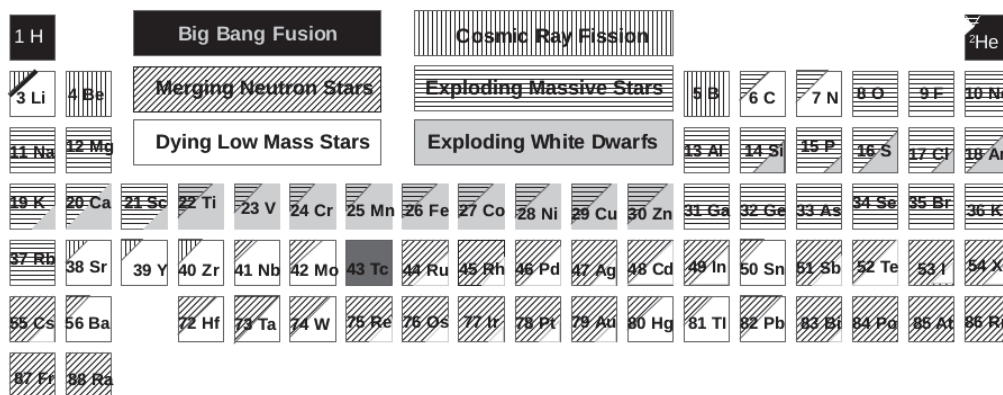 1 H Big Bang Fusion Cosmic Ray Fission ²He
3 Li 4 Be Merging Neutron Stars Exploding Massive Stars 5 B 6 C 7 N 8 O 9 F 10 Ne
11 Na 12 Mg Dying Low Mass Stars Exploding White Dwarfs 13 Al 14 Si 15 P 16 S 17 Cl 18 Ar
19 K 20 Ca 21 Sc 22 Ti 23 V 24 Cr 25 Mn 26 Fe 27 Co 28 Ni 29 Cu 30 Zn 31 Ga 32 Ge 33 As 34 Se 35 Br 36 K
37 Rb 38 Sr 39 Y 40 Zr 41 Nb 42 Mo 43 Tc 44 Ru 45 Rh 46 Pd 47 Ag 48 Cd 49 In 50 Sn 51 Sb 52 Te 53 I 54 X
55 Cs 56 Ba 72 Hf 73 Ta 74 W 75 Re 76 Os 77 Ir 78 Pt 79 Au 80 Hg 81 Tl 82 Pb 83 Bi 84 Po 85 At 86 R
87 Fr 88 Ra